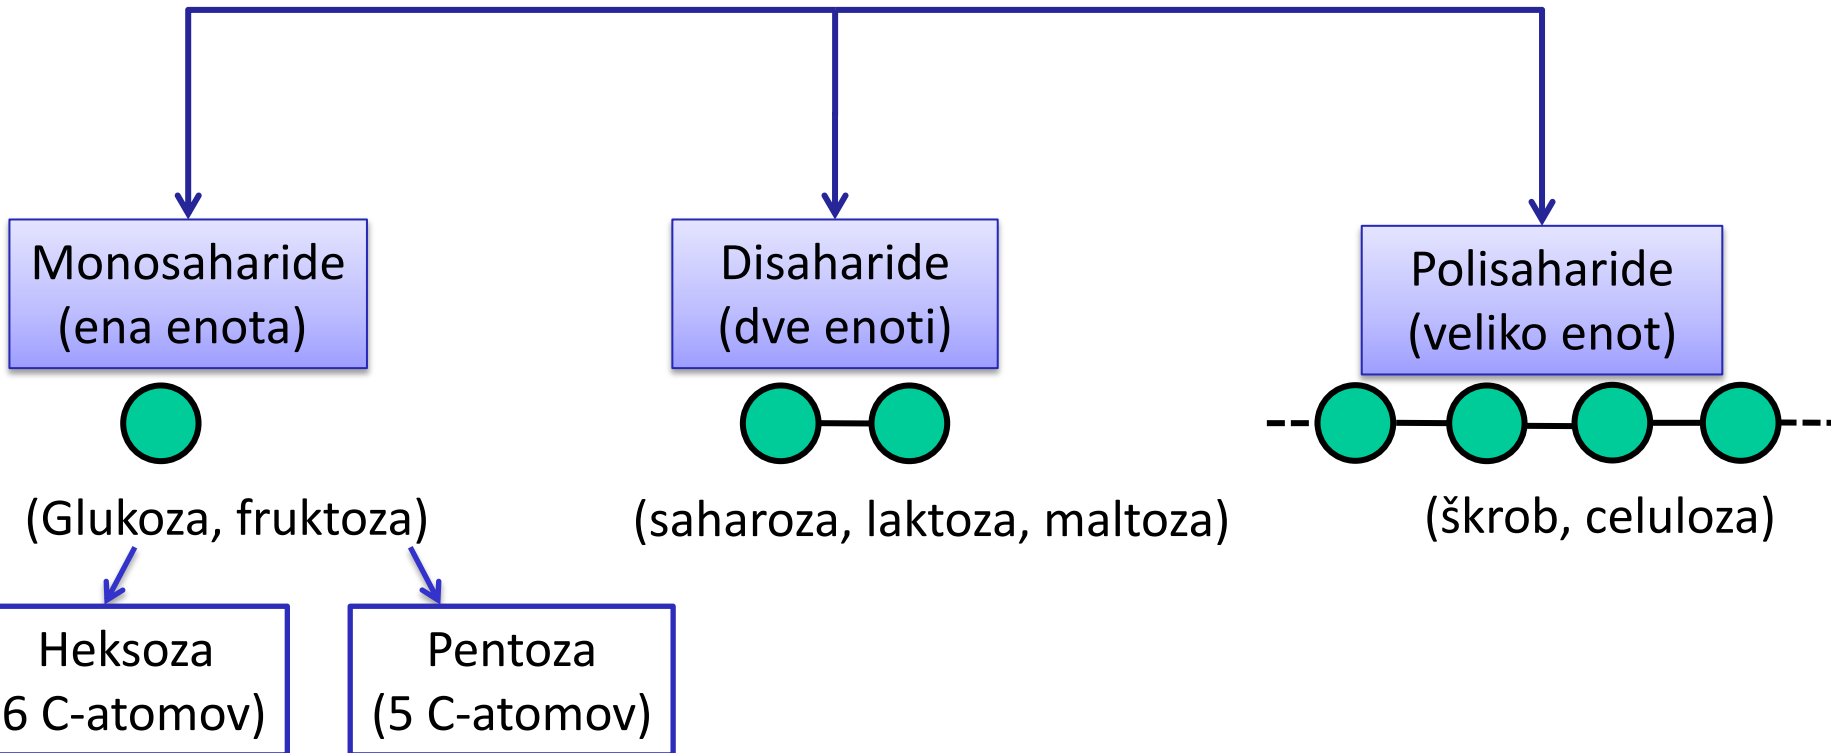 Monosaharide
(ena enota)
Disaharide
(dve enoti)
Polisaharide
(veliko enot)
(Glukoza, fruktoza)
(saharoza, laktoza, maltoza)
(škrob, celuloza)
Heksoza
6 C-atomov)
Pentoza
(5 C-atomov)